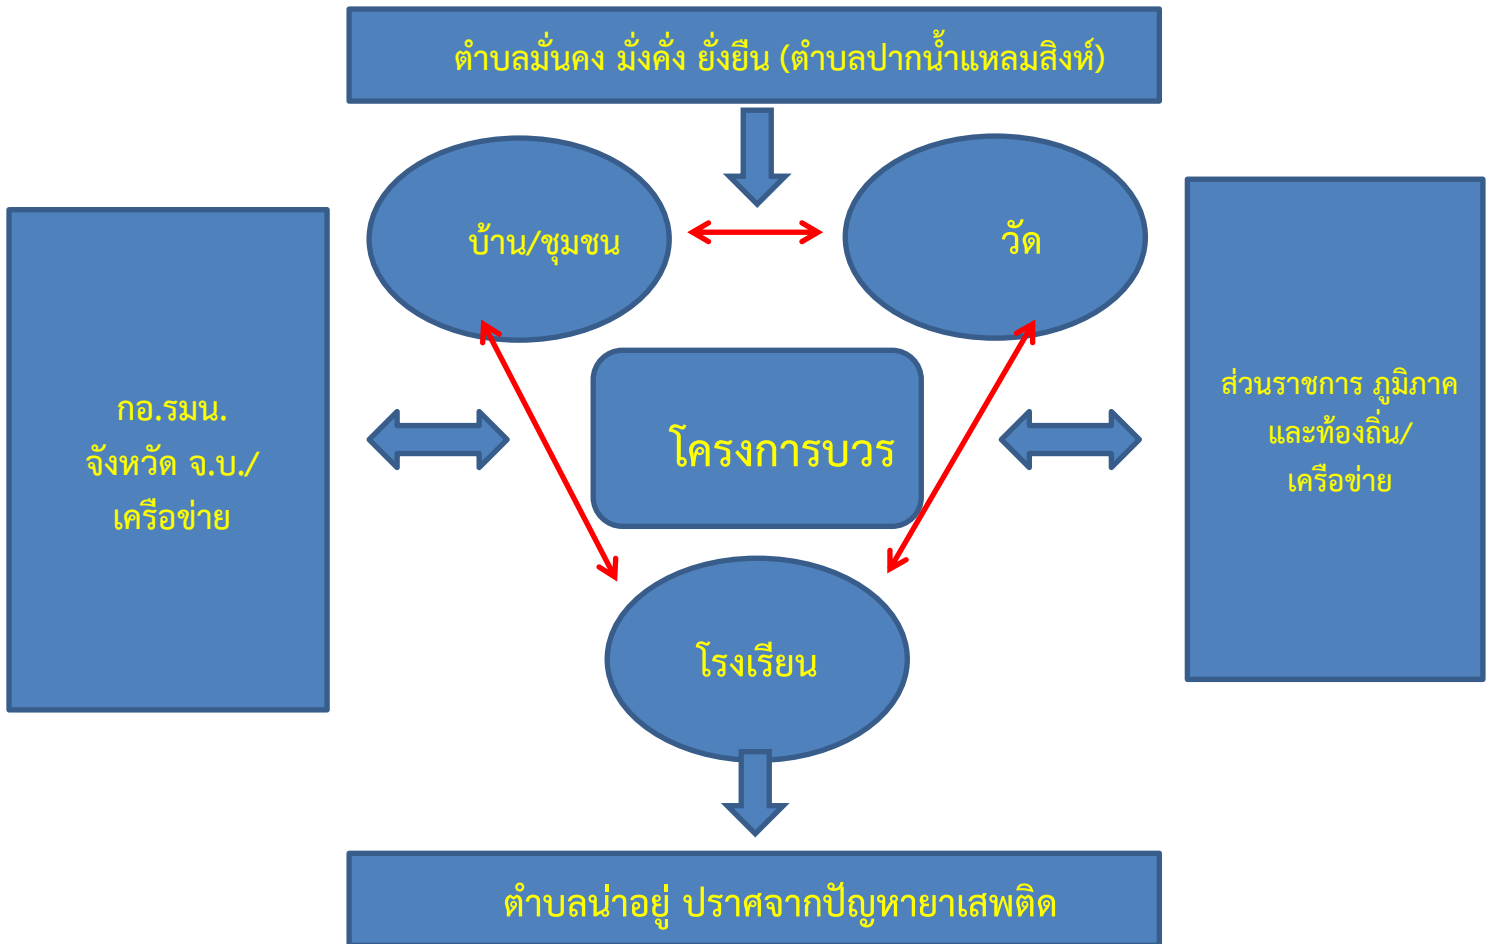 ตำบลมั่นคง มั่งคั่ง ยั่งยืน (ตำบลปากน้ำแหลมสิงห์)
บ้าน/ชุมชน
วัด
กอ.รมน.
จังหวัด จ.บ./
เครือข่าย
โครงการบวร
ส่วนราชการ ภูมิภาค
และท้องถิ่น/
เครือข่าย
โรงเรียน
ตำบลน่าอยู่ ปราศจากปัญหายาเสพติด